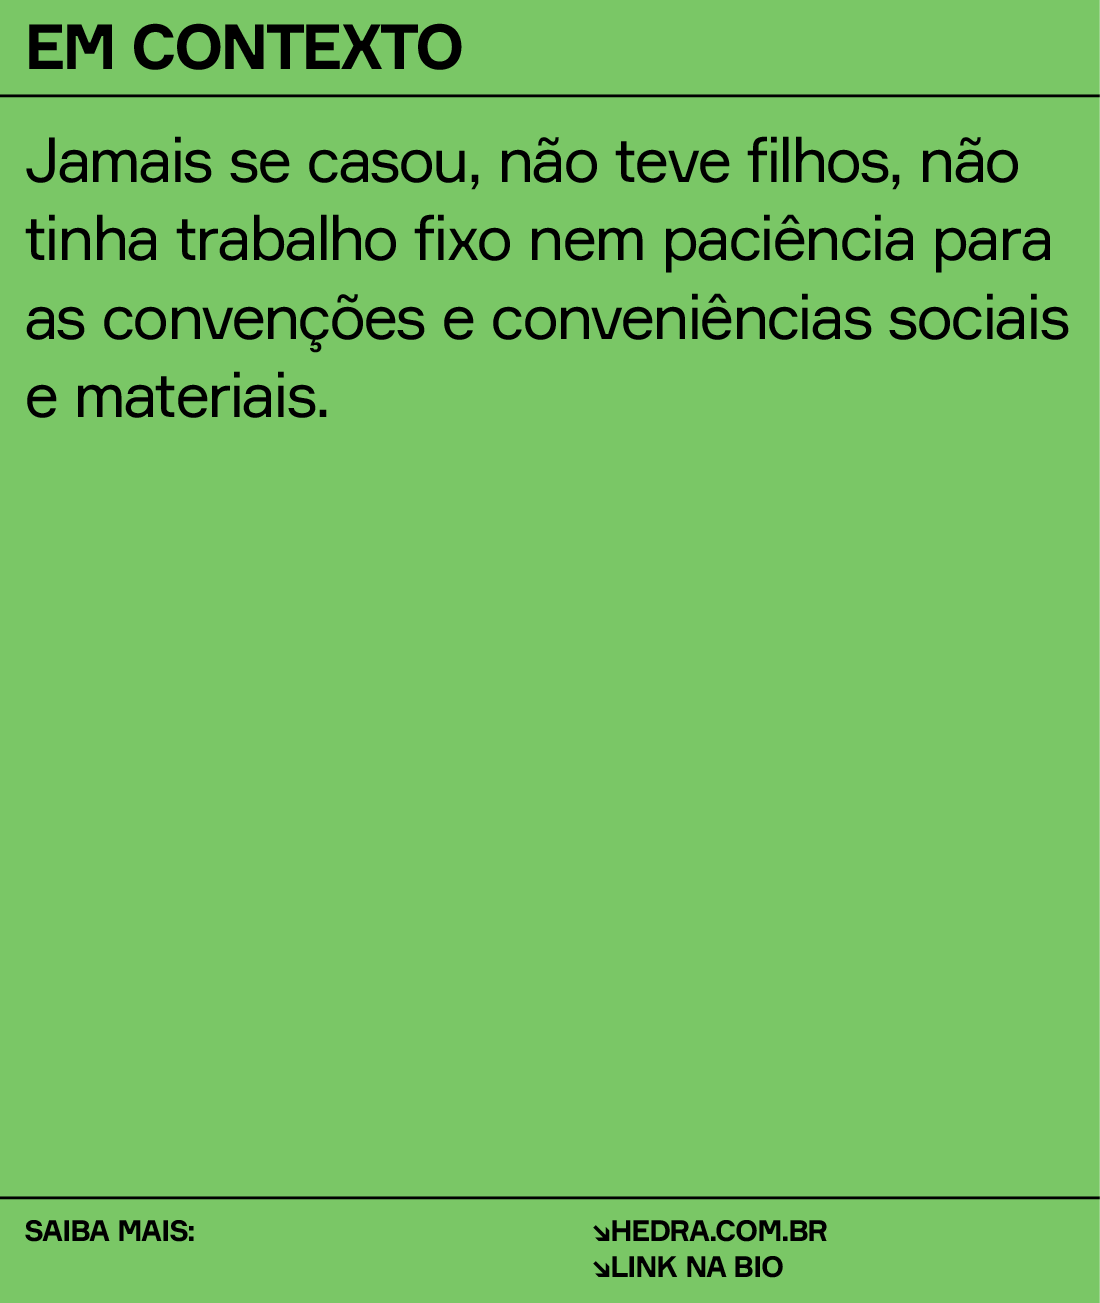 EM CONTEXTO
Jamais se casou, não teve filhos, não
tinha trabalho fixo nem paciência para
as convenções e conveniências sociais
e materiais.
SAIBA MAIS:
↘HEDRA.COM.BR
↘LINK NA BIO